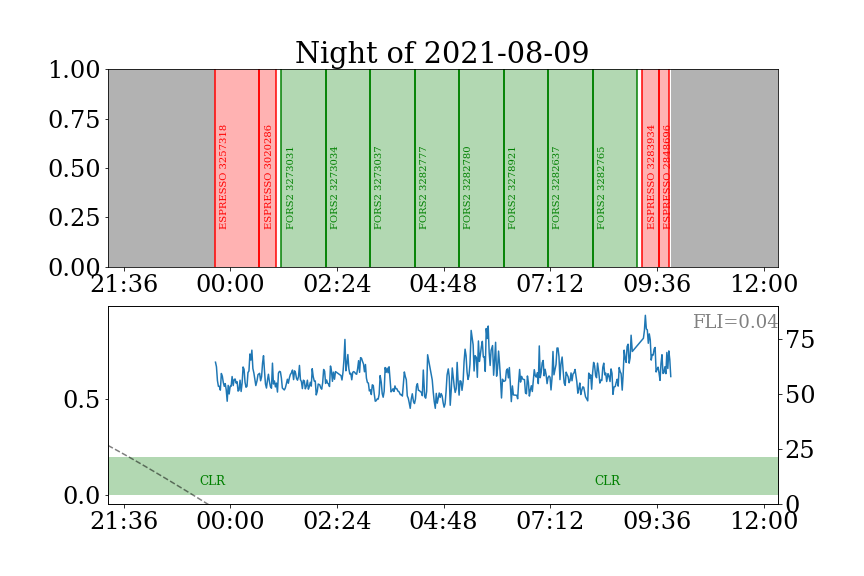 Night of 2021-08-09
1.00
0.75
0.50
0.25
0.00
ESPRESSO 3257318
ESPRESSO 3020286
FORS2 3273031
FORS2 3273034
FORS2 3273037
FORS2 3282777
FORS2 3282780
FORS2 3278921
FORS2 3282637
FORS2 3282765
ESPRESSO 3283934
ESPRESSO 2848696
21:36 00:00 02:24 04:48 07:12 09:36 12:00
FLI=0.04
0.5
0.0
75
50
25
0
CLR CLR
21:36 00:00 02:24 04:48 07:12 09:36 12:00